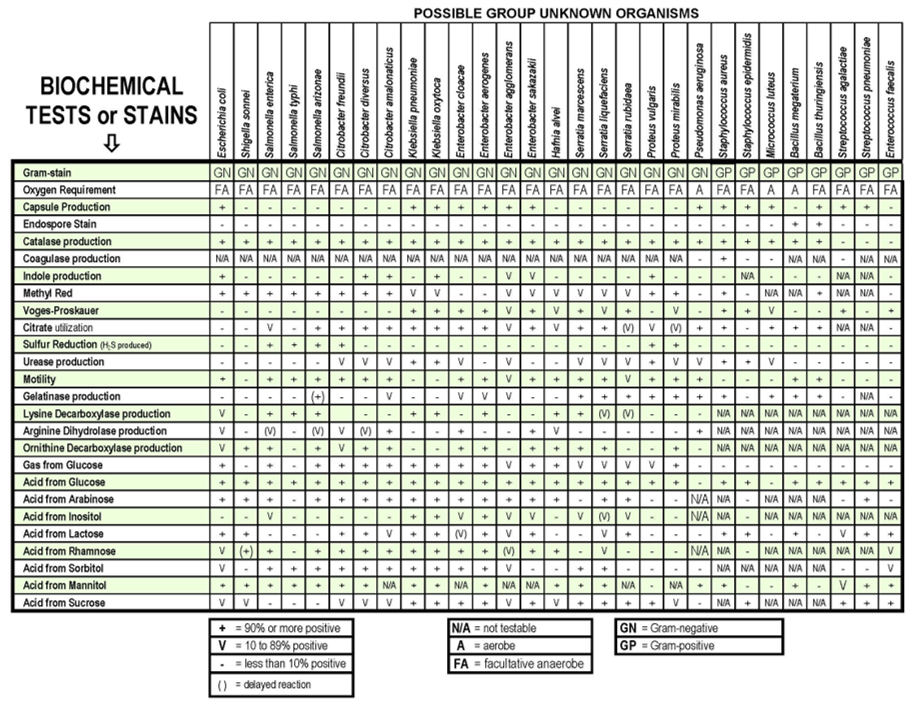 POSSIBLE GROUP UNKNOWN ORGANISMS
BIOCHEMICAL
TESTS or STAINS
Escherichia coli
Shigella sonnei
Salmonella enterica
Salmonella typhi
Salmonella arizonae
Citrobacter freundii
Citrobacter diversus
Citrobacter amalonaticus
Klebsiella pneumoniae
Klebsiella oxytoca
Enterobacter cloacae
Enterobacter aerogenes
Enterobacter agglomerans
Enterobacter sakazakii
Hafnia alvei
Serratia marcescens
Serratia liquefaciens
Serratia rubidaea
Proteus vulgaris
Proteus mirabilis
Pseudomonas aeruginosa
Staphylococcus aureus
Staphylococcus epidermidis
Micrococcus luteus
Bacillus megaterium
Bacillus thuringiensis
Streptococcus agalactiae
Streptococcus pneumoniae
Enterococcus faecalis
Gram-stain GN GN GN GN GN GN GN GN GN GN GN GN GN GN GN GN GN GN GN GN GN GP GP GP GP GP GP GP GP
Oxygen Requirement FA FA FA FA FA FA FA FA FA FA FA FA FA FA FA FA FA FA FA FA A FA FA A A FA FA FA FA
Capsule Production + - - - - - - - + + + + + + - - - - - - + + + + - + + + -
Endospore Stain - - - - - - - - - - - - - - - - - - - - - - - - + + - - -
Catalase production + + + + + + + + + + + + + + + + + + + + + + + + + + - - -
Coagulase production N/A N/A N/A N/A N/A N/A N/A N/A N/A N/A N/A N/A N/A N/A N/A N/A N/A N/A N/A N/A - + - - N/A N/A - N/A N/A
Indole production + - - - - - + + - + - - V V - - - - + - - - N/A - - - N/A N/A -
Methyl Red + + + + + + + + V V - - V V V V V V + + - + - N/A N/A + N/A N/A -
Voges-Proskauer - - - - - - - - + + + + V + V + V + - V - + + V - - + - +
Citrate utilization - - V - + + + + + + + + V + V + + (V) V (V) + + - + + + N/A N/A -
Sulfur Reduction (H2S produced) - - + + + + - - - - - - - - - - - - + + - - - - - - - - -
Urease production - - - - - V V V + + V - V - - V V V + V V + + V - - - - -
Motility + - + + + + + + - - + + V + + + + V + + + - - - + + - - -
Gelatinase production - - - - (+) - - V - - V V V - - + + + + + + + - + + + - N/A -
Lysine Decarboxylase production V - + + + - - - + + - + - - + + (V) (V) - - - N/A N/A N/A N/A N/A N/A N/A N/A
Arginine Dihydrolase production V - (V) - (V) V (V) + - - + - - + V - - - - - + N/A N/A N/A N/A N/A N/A N/A N/A
Ornithine Decarboxylase production V + + - + V + + - - + + - + + + + - - + - N/A N/A N/A N/A N/A N/A N/A N/A
Gas from Glucose + - + - + + + + + + + + V + + V V V V + - - - - - - - - -
Acid from Glucose + + + + + + + + + + + + + + + + + + + + - + + - + + + + +
Acid from Arabinose + + + - + + + + + + + + + + + - + + - - N/A N/A - N/A N/A N/A - + -
Acid from Inositol - - V - - - - - + + V + V + - V (V) V - - N/A N/A - N/A N/A N/A N/A N/A N/A
Acid from Lactose + + - - - + + V + + (V) + V + - - V + - - - + + - + - V + +
Acid from Rhamnose V (+) + - + + + + + + + + (V) + + - V - - - N/A N/A - N/A N/A N/A N/A N/A V
Acid from Sorbitol V - + + + + + + + + + + V - - + + - - - - N/A N/A N/A N/A N/A - - V
Acid from Mannitol + + + + + + + N/A + + N/A + N/A N/A + + + N/A - N/A + + - - + - V + +
Acid from Sucrose V V - - - V V V + + + + V + V + + + + V - + + N/A N/A N/A + + +
+ = 90% or more positive
V = 10 to 89% positive
- = less than 10% positive
( ) = delayed reaction
N/A = not testable
A = aerobe
FA = facultative anaerobe
GN = Gram-negative
GP = Gram-positive